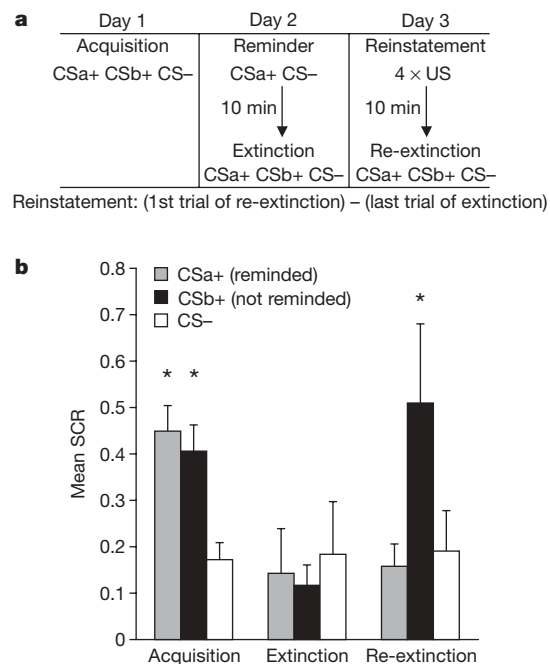 a
Day 1 Day 2 Day 3
Acquisition Reminder Reinstatement
CSa+ CSb+ CS– CSa+ CS– 4 × US
10 min 10 min
Extinction Re-extinction
CSa+ CSb+ CS– CSa+ CSb+ CS–
Reinstatement: (1st trial of re-extinction) – (last trial of extinction)
b
0.8
0.7
0.6
0.5
0.4
0.3
0.2
0.1
0
Mean SCR
CSa+ (reminded)
CSb+ (not reminded)
CS–
* * *
Acquisition Extinction Re-extinction